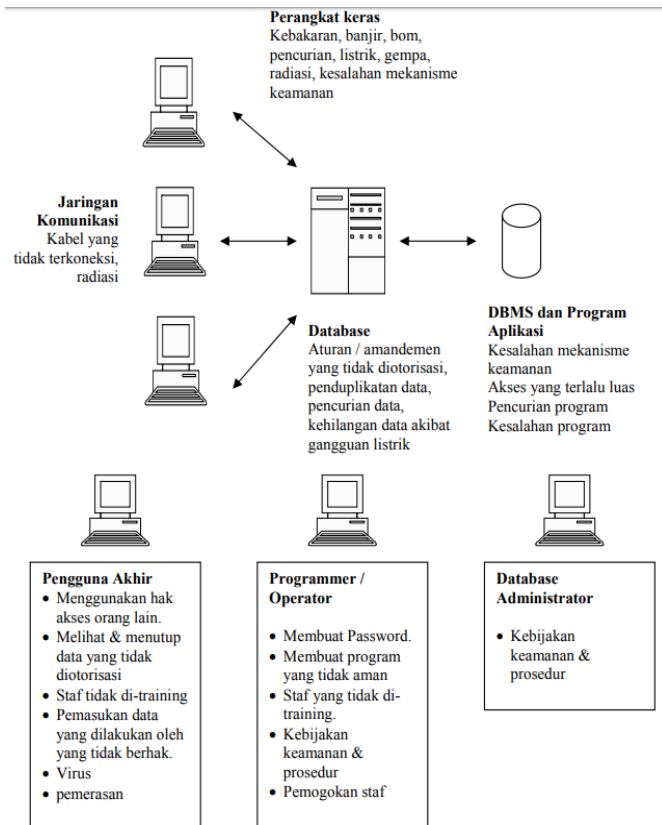 Perangkat keras
Kebakaran, banjir, bom,
pencurian, listrik, gempa,
radiasi, kesalahan mekanisme
keamanan
Jaringan
Komunikasi
Kabel yang
tidak terkoneksi,
radiasi
Database
Aturan / amandemen
yang tidak diotorisasi,
penduplikatan data,
pencurian data,
kehilangan data akibat
gangguan listrik
DBMS dan Program
Aplikasi
Kesalahan mekanisme
keamanan
Akses yang terlalu luas
Pencurian program
Kesalahan program
Pengguna Akhir
• Menggunakan hak
akses orang lain.
• Melihat & menutup
data yang tidak
diotorisasi
• Staf tidak di-training
• Pemasukan data
yang dilakukan oleh
yang tidak berhak.
• Virus
• pemerasan
Programmer /
Operator
• Membuat Password.
• Membuat program
yang tidak aman
• Staf yang tidak di-
training.
• Kebijakan
keamanan &
prosedur
• Pemogokan staf
Database
Administrator
• Kebijakan
keamanan &
prosedur